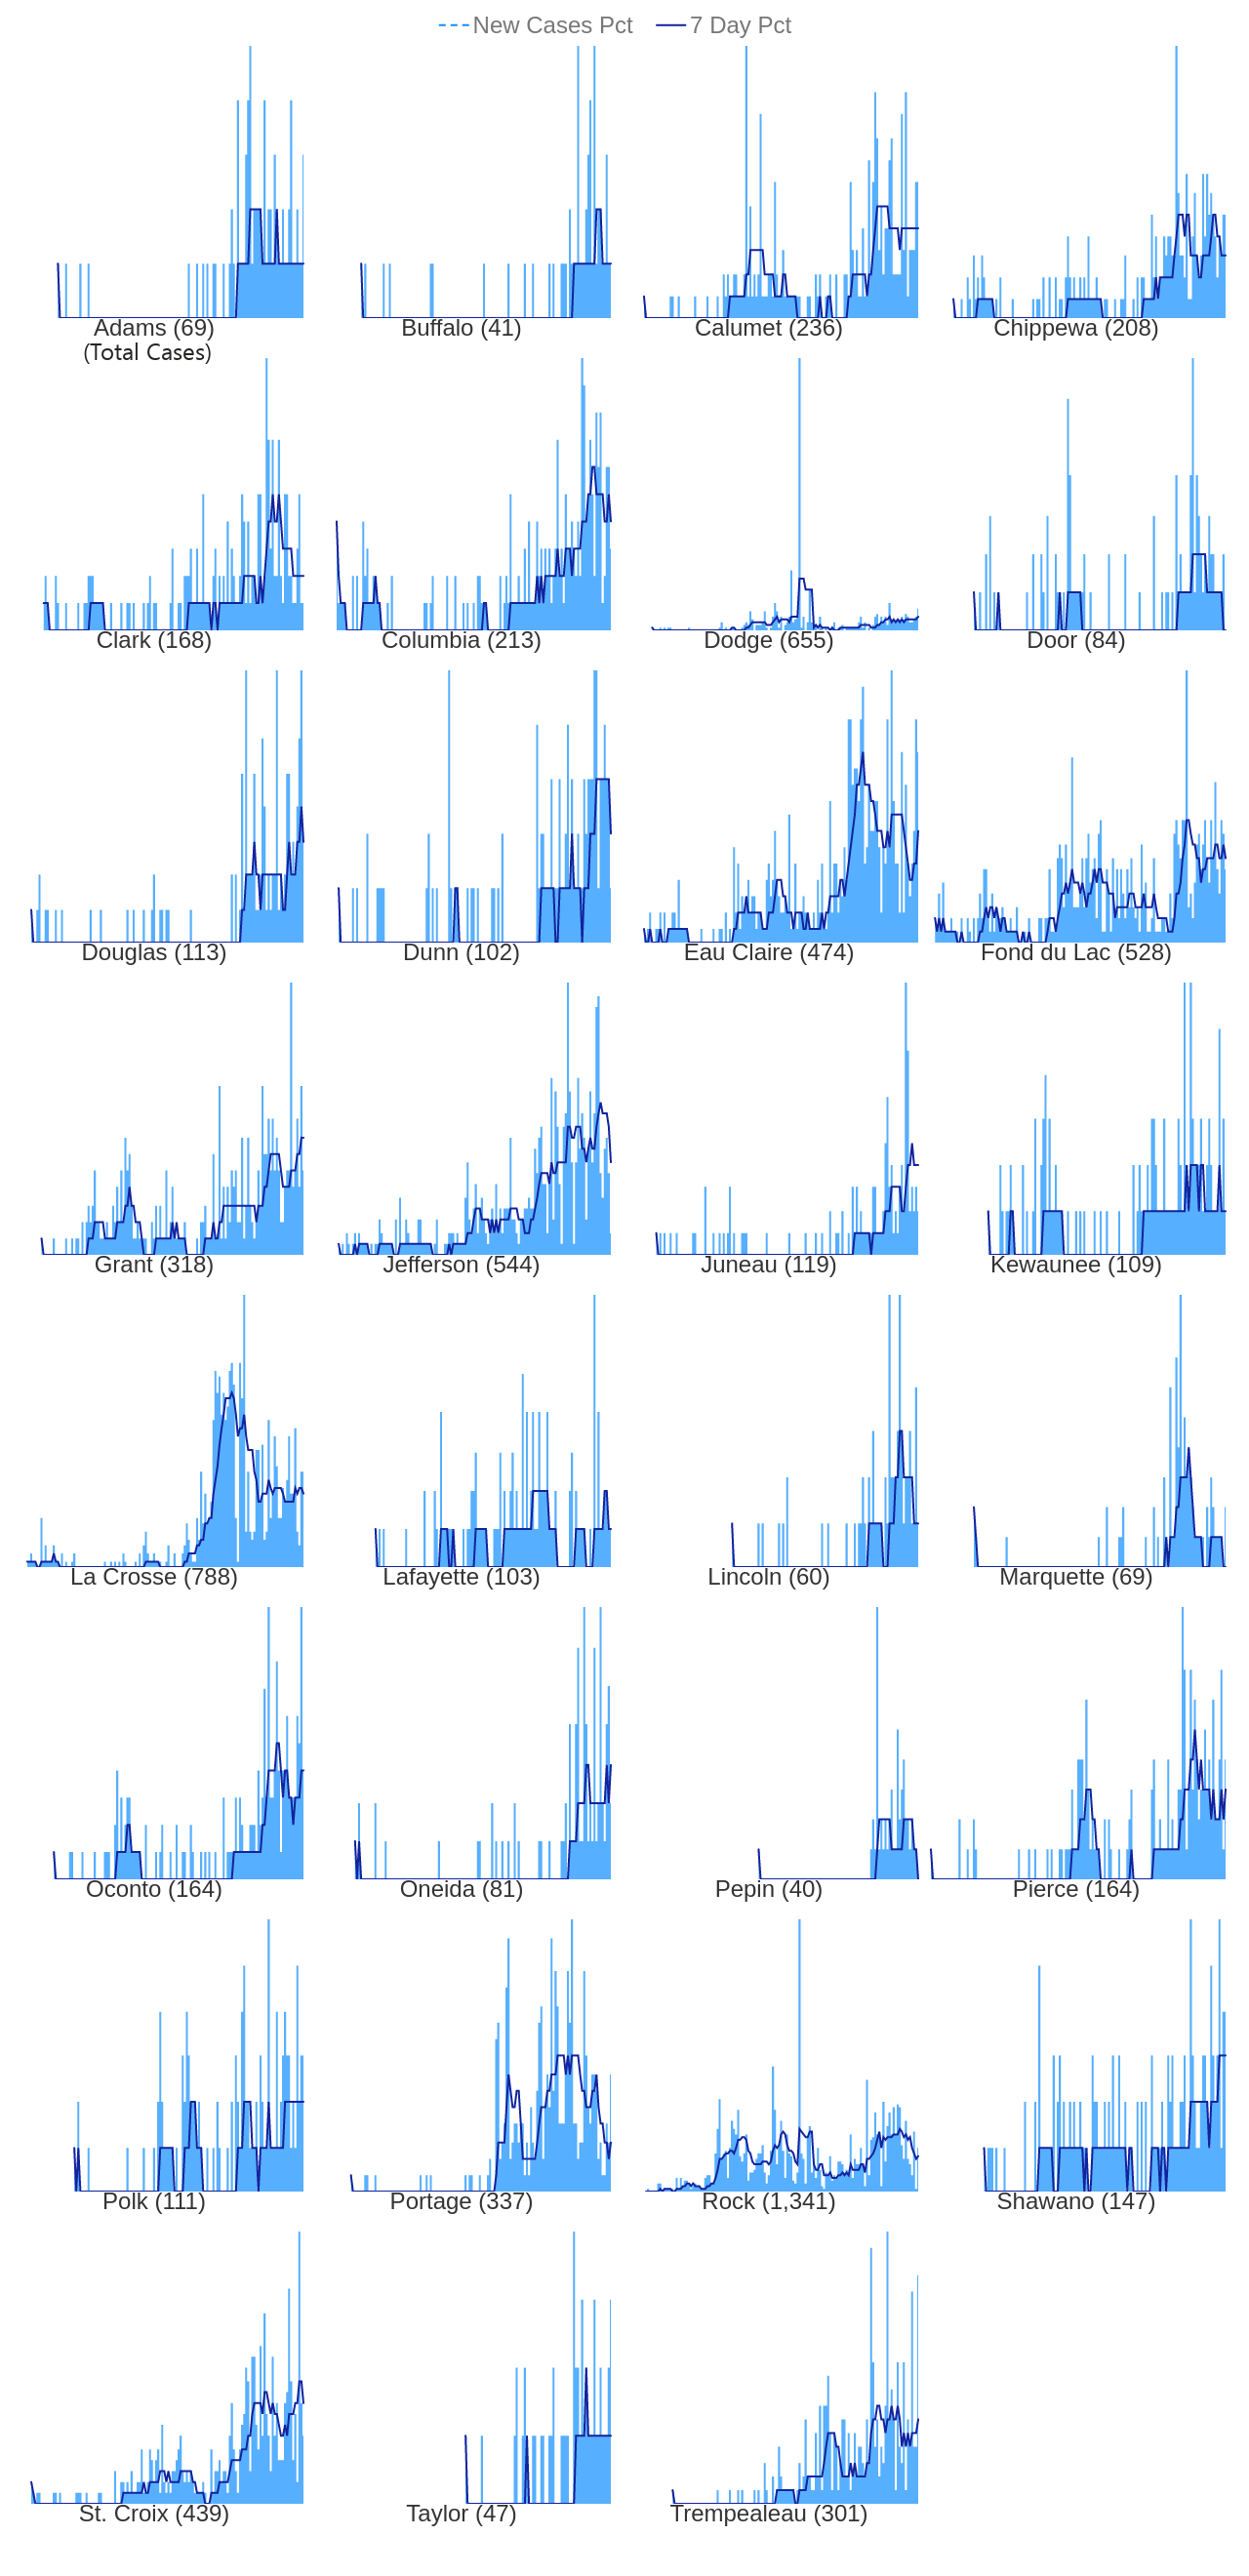 New Cases Pct 7 Day Pct
Adams (69) Buffalo (41) Calumet (236) Chippewa (208)
(Total Cases)
Clark (168) Columbia (213) Dodge (655) Door (84)
Douglas (113) Dunn (102) Eau Claire (474) Fond du Lac (528)
Grant (318) Jefferson (544) Juneau (119) Kewaunee (109)
La Crosse (788) Lafayette (103) Lincoln (60) Marquette (69)
Oconto (164) Oneida (81) Pepin (40) Pierce (164)
Polk (111) Portage (337) Rock (1,341) Shawano (147)
St. Croix (439) Taylor (47) Trempealeau (301)